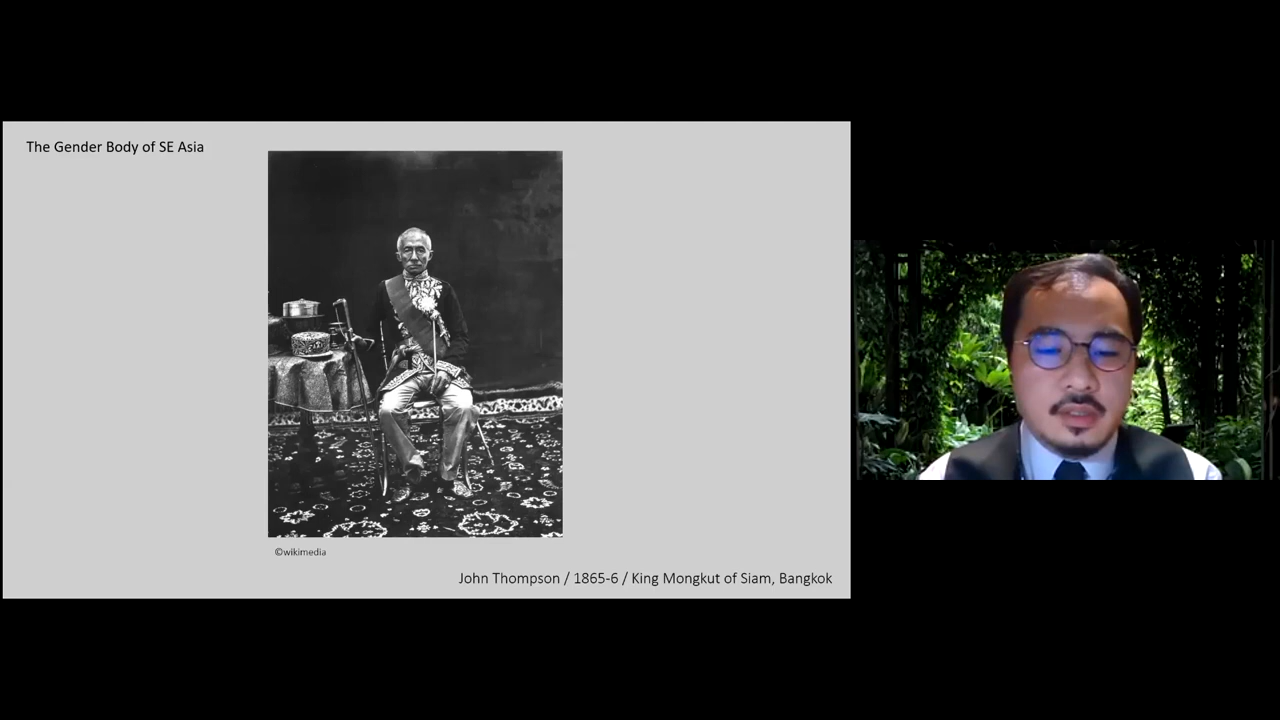 The Gender Body of SE Asia
©wikimedia
John Thompson / 1865-6 / King Mongkut of Siam, Bangkok